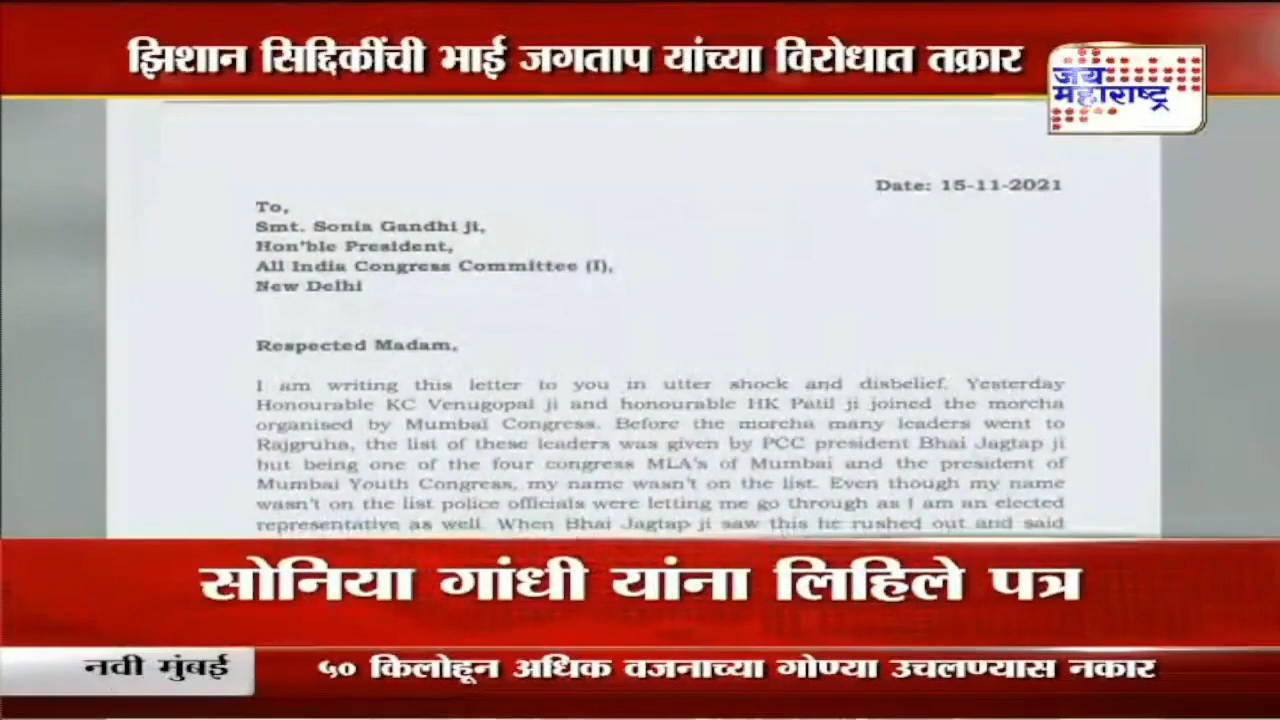 झिशान सिद्दिकींची भाई जगताप यांच्या विरोधात तक्रार
जय
महाराष्ट्र
Date: 15-11-2021
To,
Smt. Sonia Gandhi ji,
Hon'ble President,
All India Congress Committee (I),
New Delhi
Respected Madam,
I am writing this letter to you in utter shock and disbelief. Yesterday
Honourable KC Venugopal ji and honourable HK Patil ji joined the morcha
organised by Mumbai Congress. Before the morcha many leaders went to
Rajgruha, the list of these leaders was given by PCC president Bhai Jagtap ji
but being one of the four congress MLA's of Mumbai and the president of
Mumbai Youth Congress, my name wasn't on the list. Even though my name
wasn't on the list police officials were letting me go through as I am an elected
representative as well. When Bhai Jagtap ji saw this he rushed out and said
सोनिया गांधी यांना लिहिले पत्र
नवी मुंबई
५० किलोहून अधिक वजनाच्या गोण्या उचलण्यास नकार